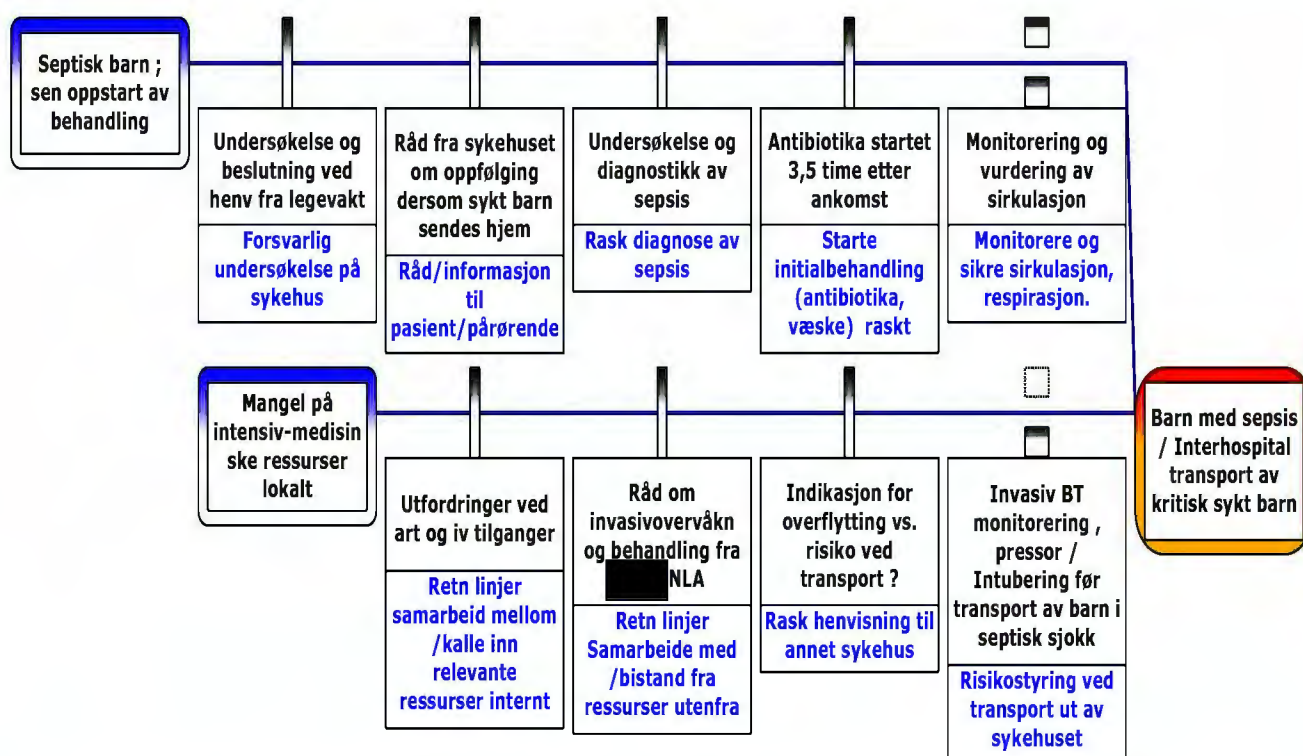 Septisk barn ;
sen oppstart av
behandling
Undersøkelse og
beslutning ved
henv fra legevakt
Forsvarlig
undersøkelse på
sykehus
Råd fra sykehuset
om oppfølging
dersom sykt barn
sendes hjem
Råd/informasjon
til
pasient/pårørende
Undersøkelse og
diagnostikk av
sepsis
Rask diagnose av
sepsis
Antibiotika startet
3,5 time etter
ankomst
Starte
initialbehandling
(antibiotika,
væske) raskt
Monitorering og
vurdering av
sirkulasjon
Monitorere og
sikre sirkulasjon,
respirasjon.
Mangel på
intensiv-medisin
ske ressurser
lokalt
Utfordringer ved
art og iv tilganger
Retn linjer
samarbeid mellom
/kalle inn
relevante
ressurser internt
Råd om
invasivovervåkn
og behandling fra
NLA
Retn linjer
Samarbeide med
/bistand fra
ressurser utenfra
Indikasjon for
overflytting vs.
risiko ved
transport ?
Rask henvisning til
annet sykehus
Invasiv BT
monitorering ,
pressor /
Intubering før
transport av barn i
septisk sjokk
Risikostyring ved
transport ut av
sykehuset
Barn med sepsis
/ Interhospital
transport av
kritisk sykt barn